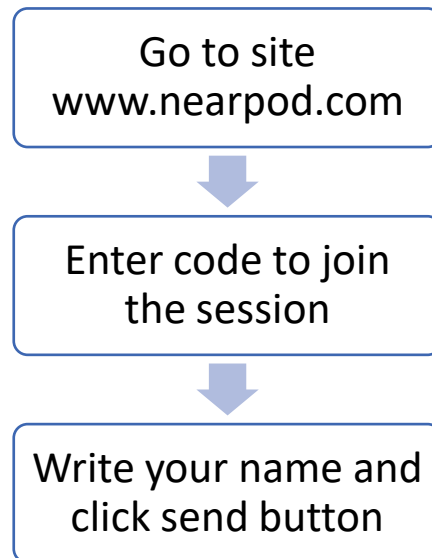 Go to site
www.nearpod.com
Enter code to join
the session
Write your name and
click send button